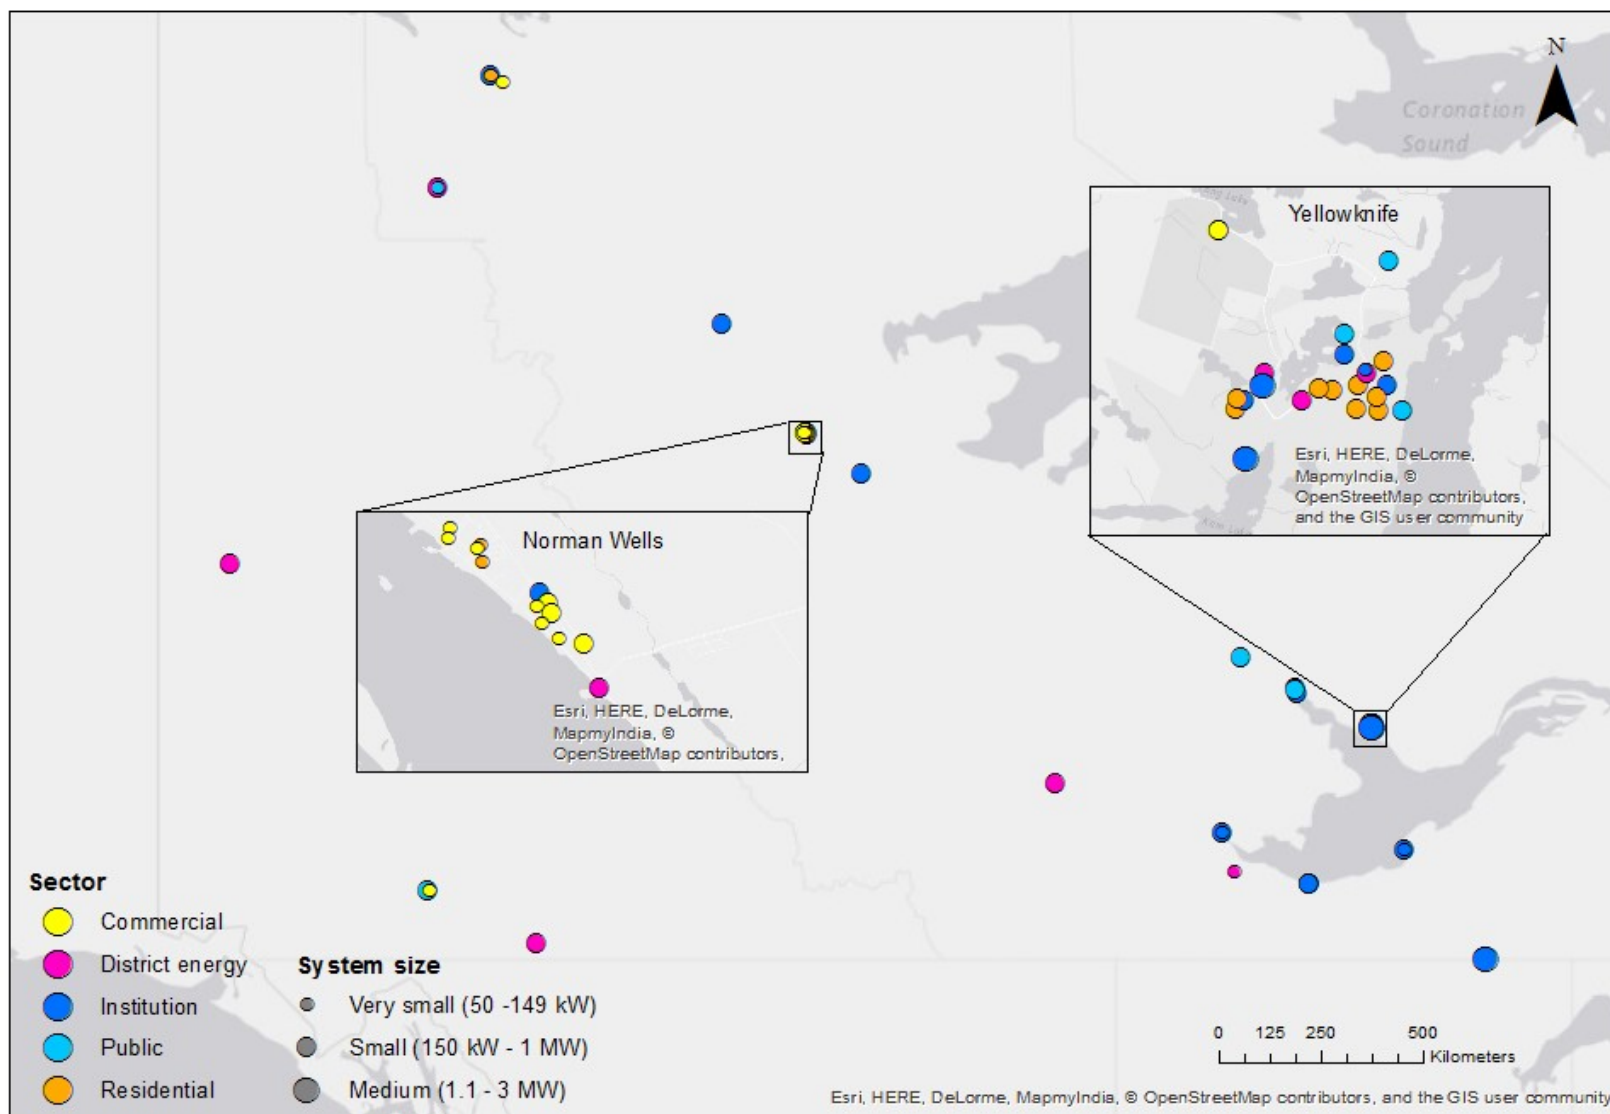 N
Coronation
Sound
Yellowknife
Esri, HERE, DeLorme,
MapmyIndia, ©
OpenStreetMap contributors,
and the GIS user community
Kam Lake
Norman Wells
Esri, HERE, DeLorme,
MapmyIndia, ©
OpenStreetMap contributors,
Sector
Commercial
District energy
Institution
Public
Residential
System size
Very small (50 -149 kW)
Small (150 kW - 1 MW)
Medium (1.1 - 3 MW)
0 125 250 500
Kilometers
Esri, HERE, DeLorme, MapmyIndia, © OpenStreetMap contributors, and the GIS user community